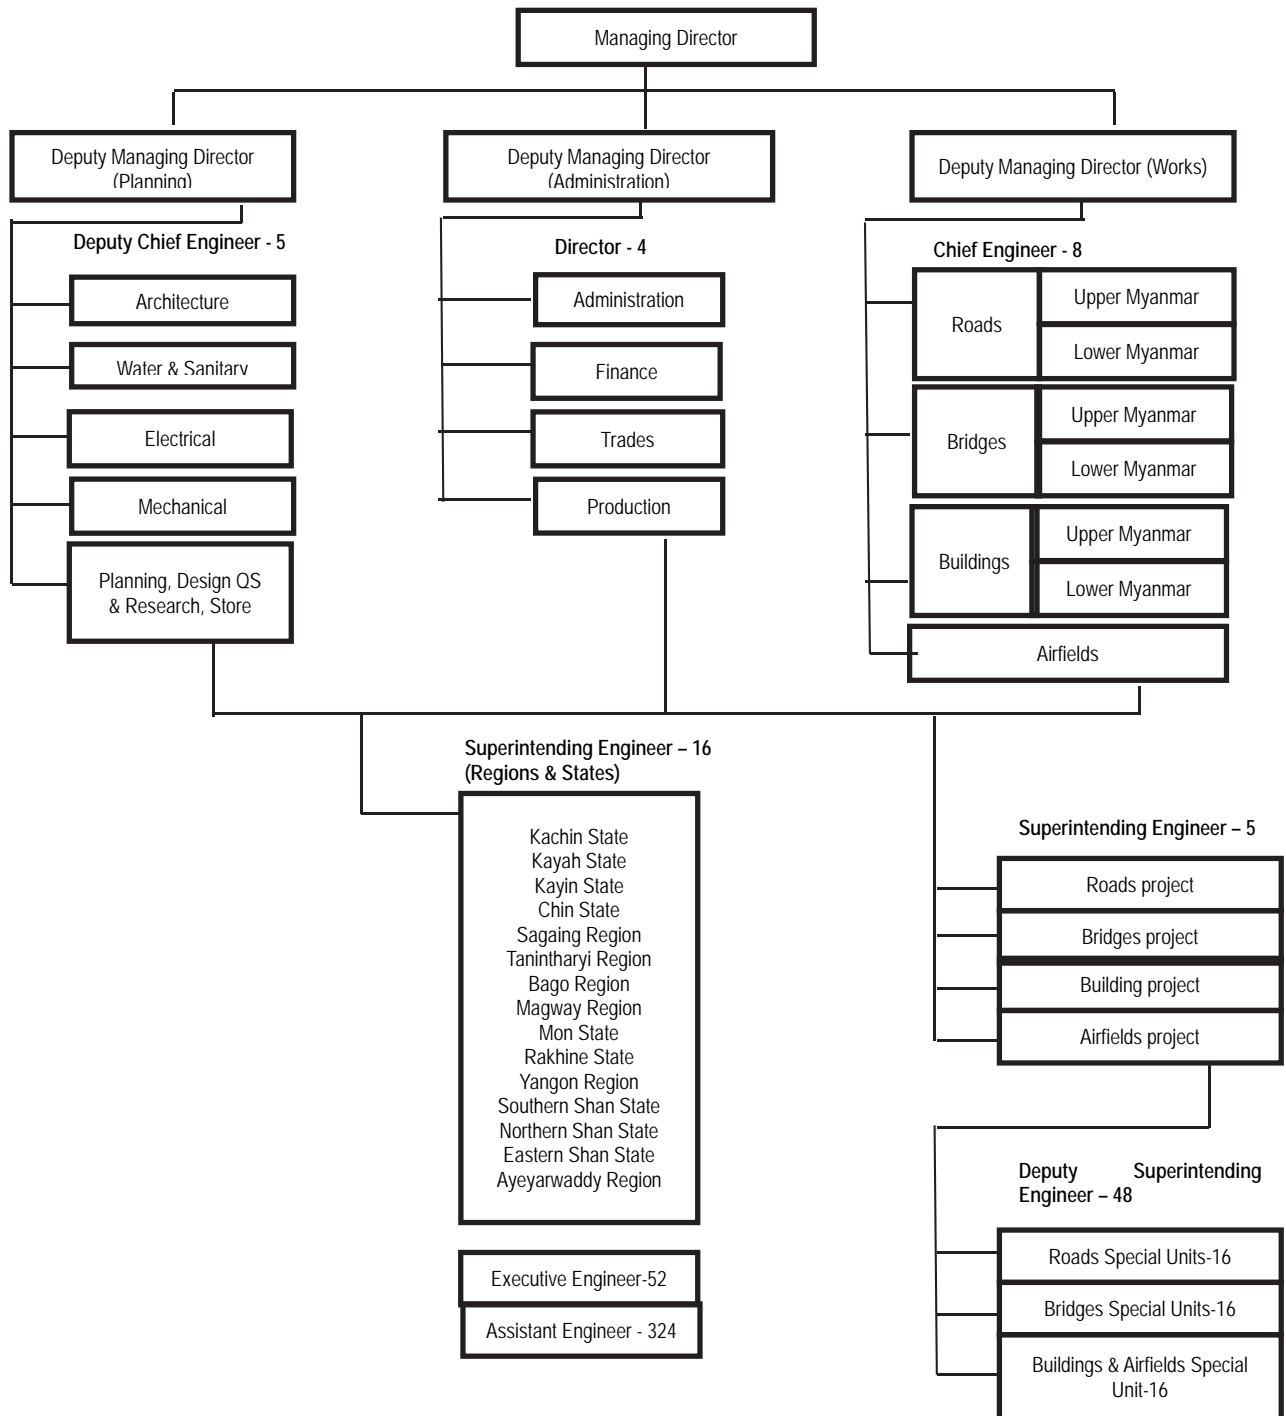 Managing Director
Deputy Managing Director
(Planning)
Deputy Managing Director
(Administration)
Deputy Managing Director (Works)
Deputy Chief Engineer - 5
Architecture
Water & Sanitary
Electrical
Mechanical
Planning, Design QS
& Research, Store
Director - 4
Administration
Finance
Trades
Production
Chief Engineer - 8
Roads
Upper Myanmar
Lower Myanmar
Bridges
Upper Myanmar
Lower Myanmar
Buildings
Upper Myanmar
Lower Myanmar
Airfields
Superintending Engineer – 16
(Regions & States)
Kachin State
Kayah State
Kayin State
Chin State
Sagaing Region
Tanintharyi Region
Bago Region
Magway Region
Mon State
Rakhine State
Yangon Region
Southern Shan State
Northern Shan State
Eastern Shan State
Ayeyarwaddy Region
Executive Engineer-52
Assistant Engineer - 324
Superintending Engineer – 5
Roads project
Bridges project
Building project
Airfields project
Deputy Superintending
Engineer – 48
Roads Special Units-16
Bridges Special Units-16
Buildings & Airfields Special
Unit-16